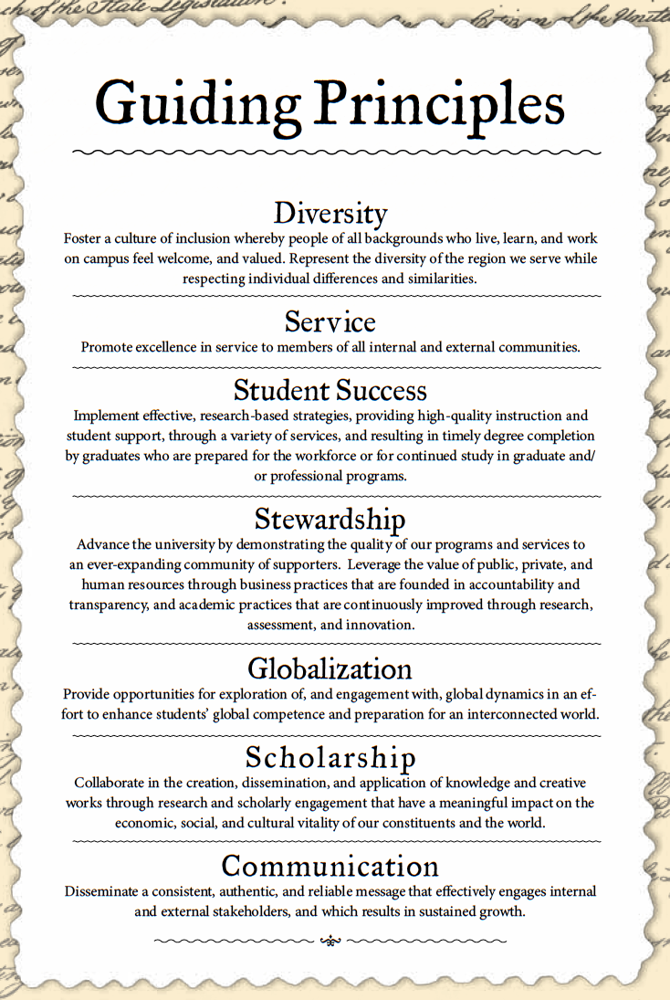 ch of the State Legislature.
Citizen of the United
Guiding Principles
Diversity
Foster a culture of inclusion whereby people of all backgrounds who live, learn, and work
on campus feel welcome, and valued. Represent the diversity of the region we serve while
respecting individual differences and similarities.
Service
Promote excellence in service to members of all internal and external communities.
Student Success
Implement effective, research-based strategies, providing high-quality instruction and
student support, through a variety of services, and resulting in timely degree completion
by graduates who are prepared for the workforce or for continued study in graduate and/
or professional programs.
Stewardship
Advance the university by demonstrating the quality of our programs and services to
an ever-expanding community of supporters. Leverage the value of public, private, and
human resources through business practices that are founded in accountability and
transparency, and academic practices that are continuously improved through research,
assessment, and innovation.
Globalization
Provide opportunities for exploration of, and engagement with, global dynamics in an ef-
fort to enhance students’ global competence and preparation for an interconnected world.
Scholarship
Collaborate in the creation, dissemination, and application of knowledge and creative
works through research and scholarly engagement that have a meaningful impact on the
economic, social, and cultural vitality of our constituents and the world.
Communication
Disseminate a consistent, authentic, and reliable message that effectively engages internal
and external stakeholders, and which results in sustained growth.